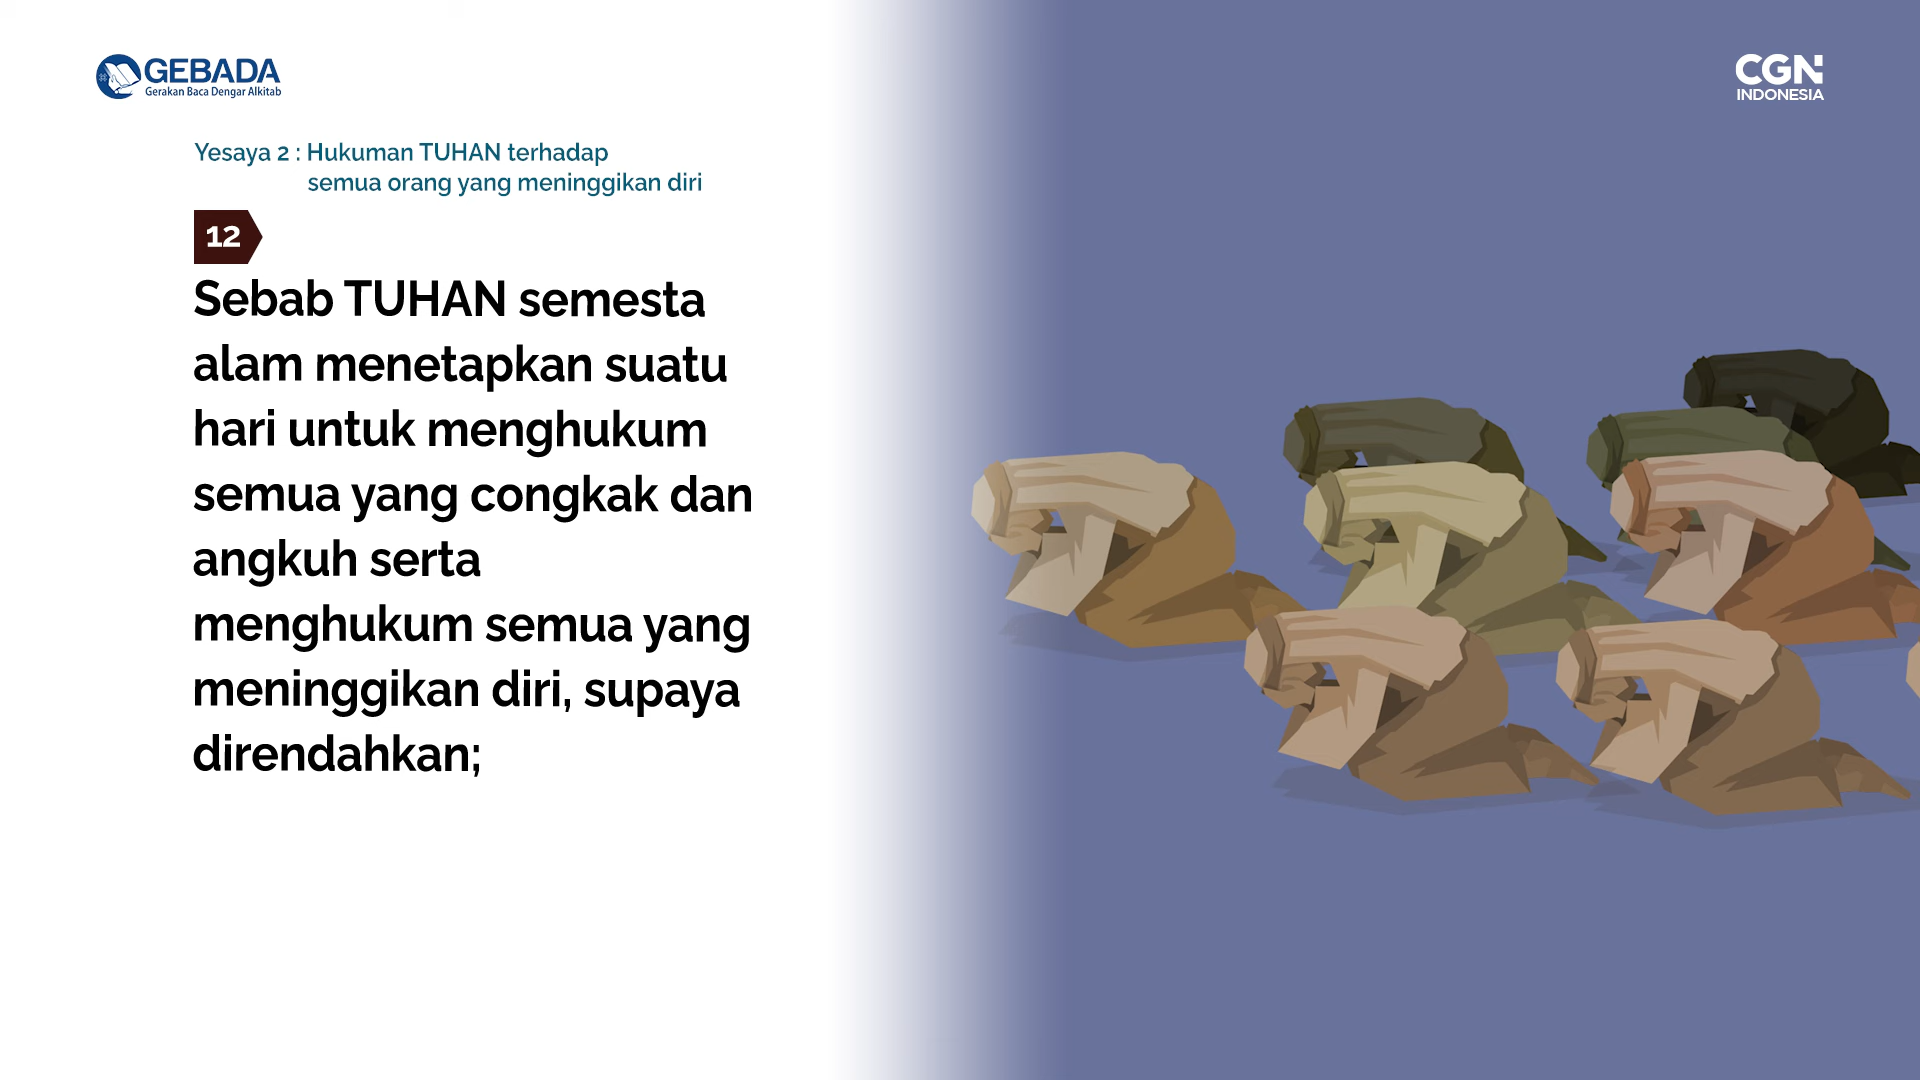 GEBADA
Gerakan Baca Dengar Alkitab
CGN
INDONESIA
Yesaya 2 : Hukuman TUHAN terhadap
semua orang yang meninggikan diri
12
Sebab TUHAN semesta
alam menetapkan suatu
hari untuk menghukum
semua yang congkak dan
angkuh serta
menghukum semua yang
meninggikan diri, supaya
direndahkan;